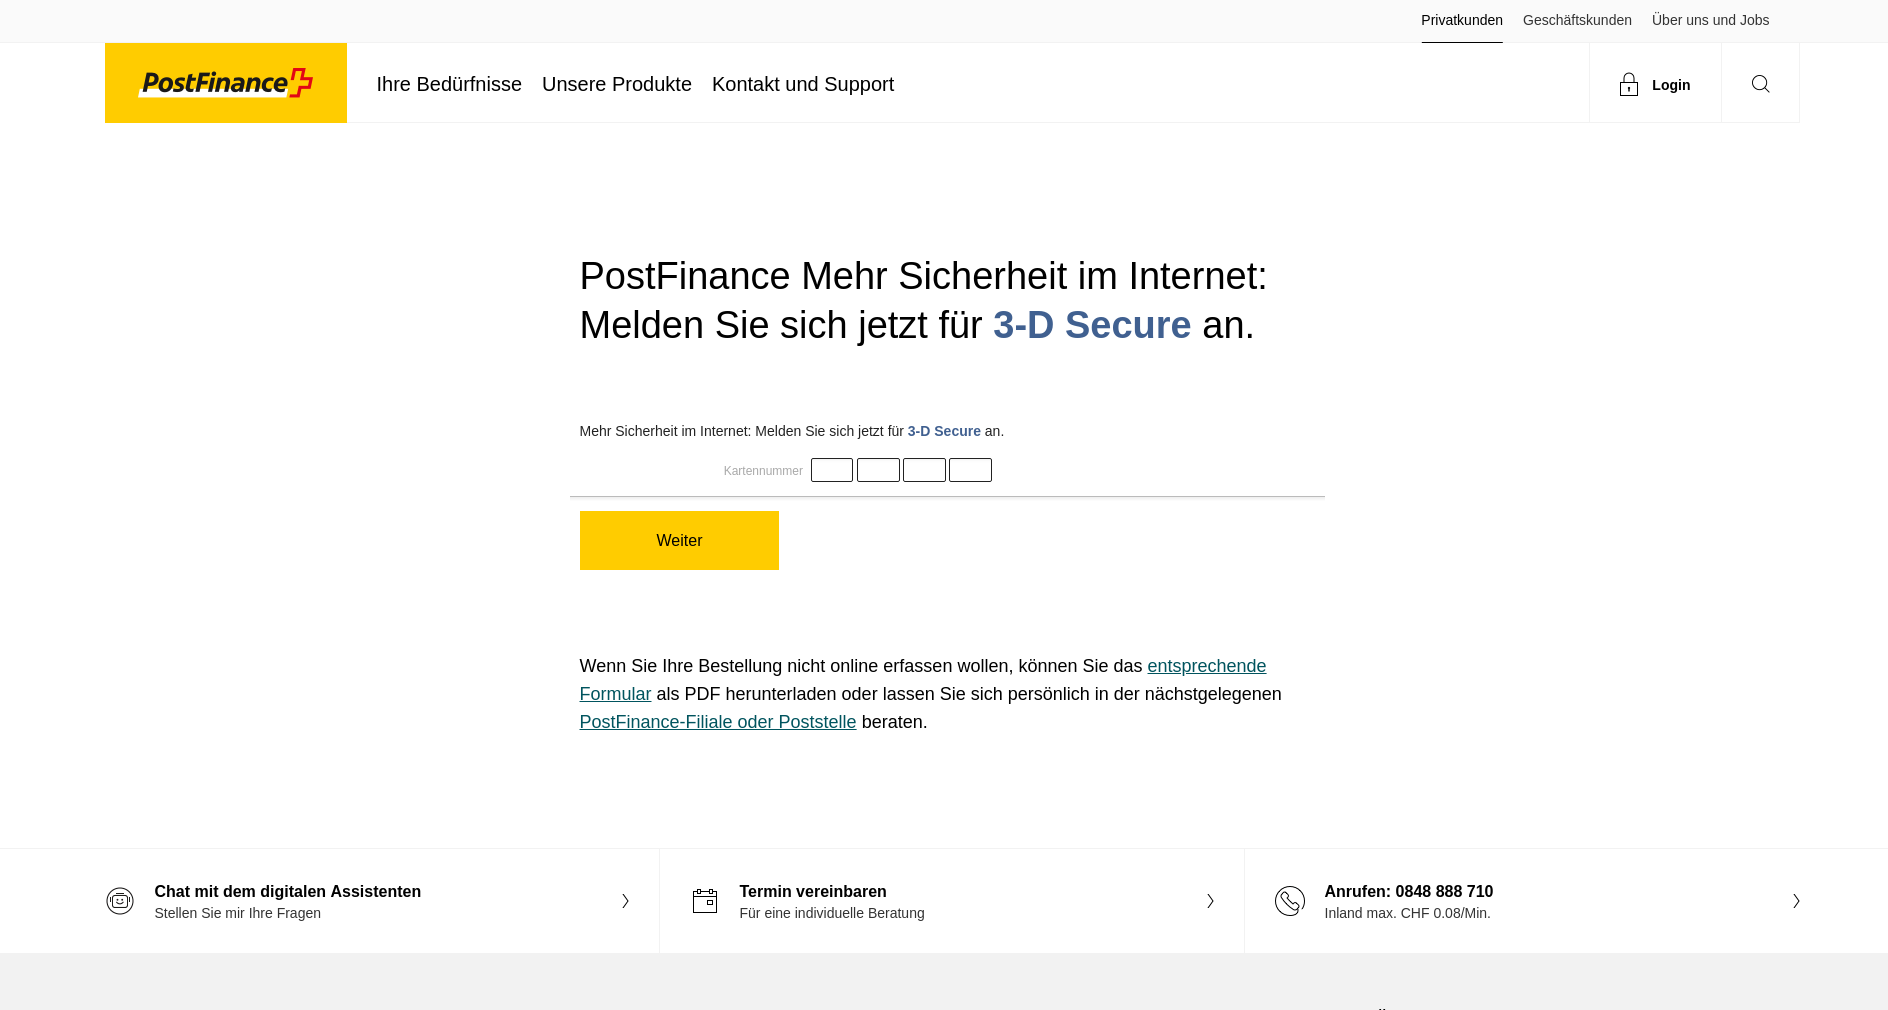 Privatkunden Geschäftskunden Über uns und Jobs
PostFinance
Ihre Bedürfnisse Unsere Produkte Kontakt und Support
Login
PostFinance Mehr Sicherheit im Internet:
Melden Sie sich jetzt für 3-D Secure an.
Mehr Sicherheit im Internet: Melden Sie sich jetzt für 3-D Secure an.
Kartennummer
Weiter
Wenn Sie Ihre Bestellung nicht online erfassen wollen, können Sie das entsprechende
Formular als PDF herunterladen oder lassen Sie sich persönlich in der nächstgelegenen
PostFinance-Filiale oder Poststelle beraten.
Chat mit dem digitalen Assistenten
Stellen Sie mir Ihre Fragen
Termin vereinbaren
Für eine individuelle Beratung
Anrufen: 0848 888 710
Inland max. CHF 0.08/Min.